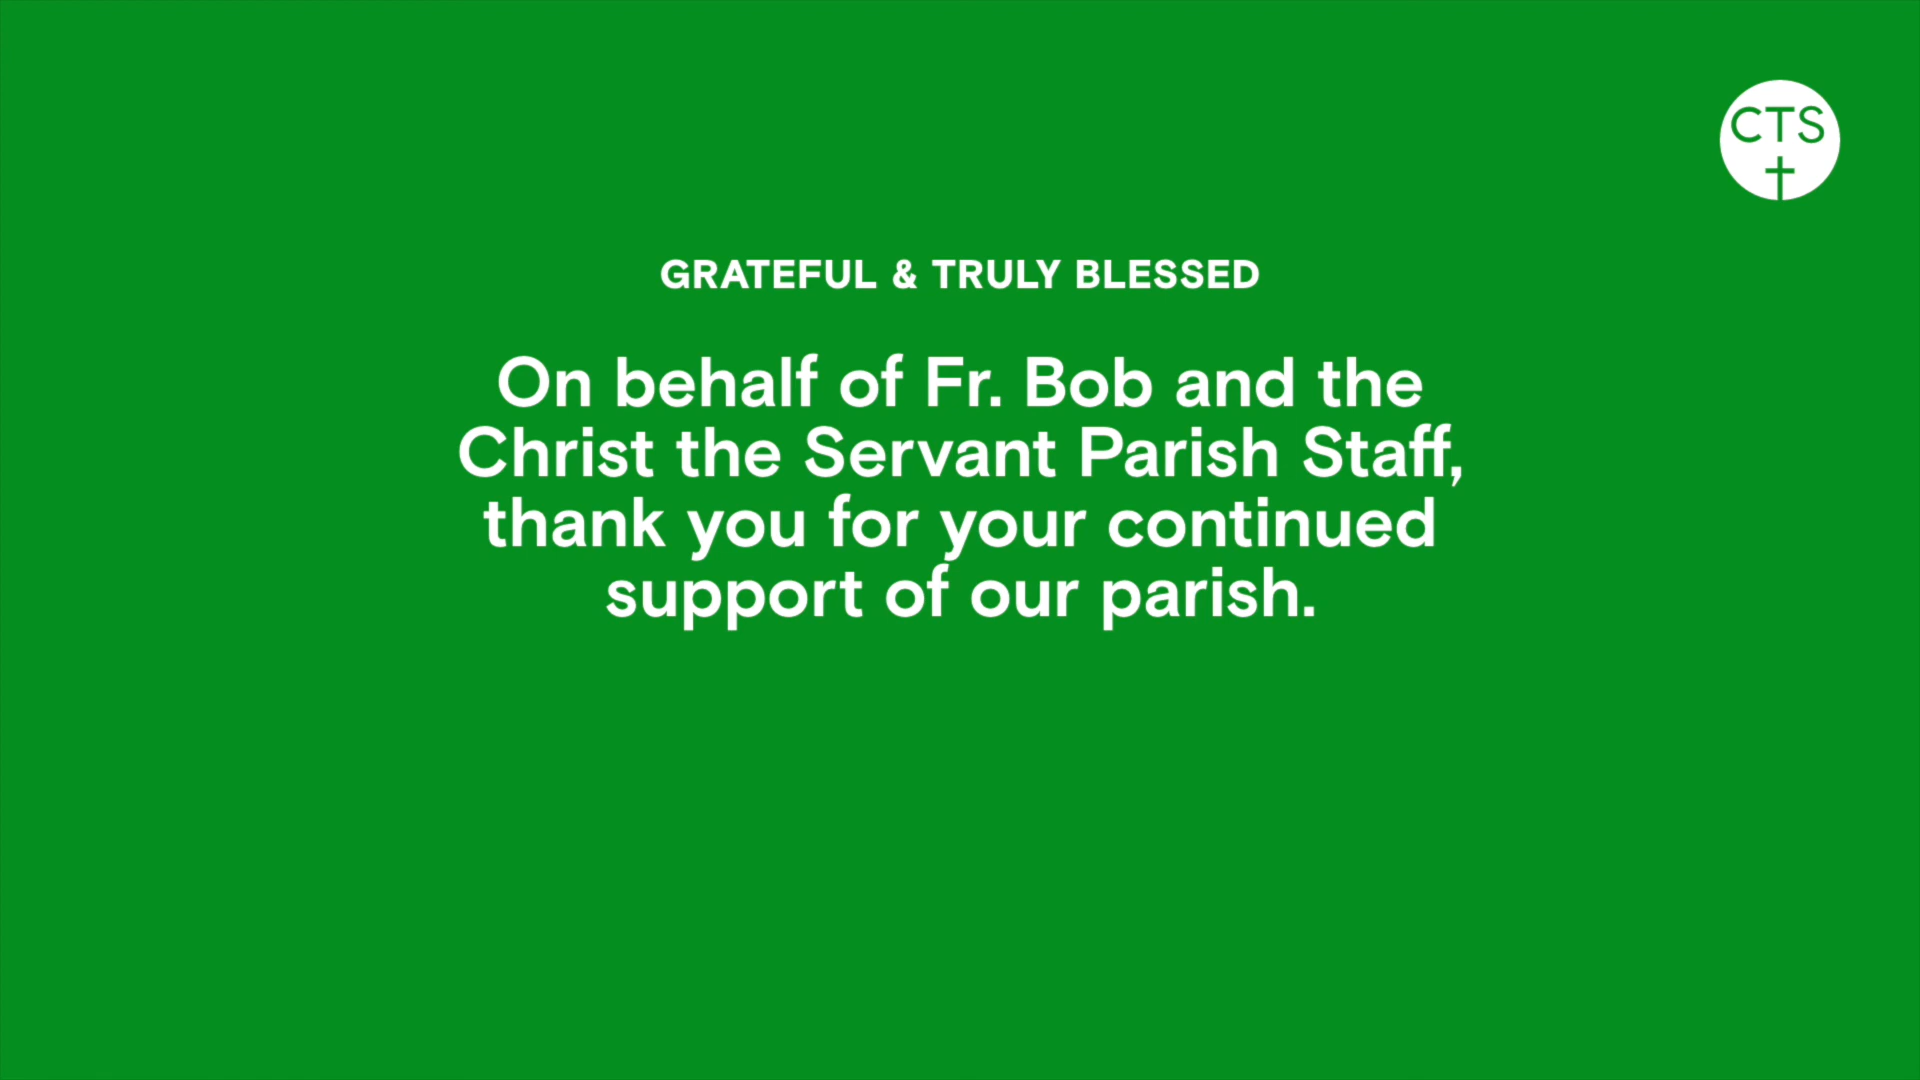 CTS
GRATEFUL & TRULY BLESSED
On behalf of Fr. Bob and the
Christ the Servant Parish Staff,
thank you for your continued
support of our parish.